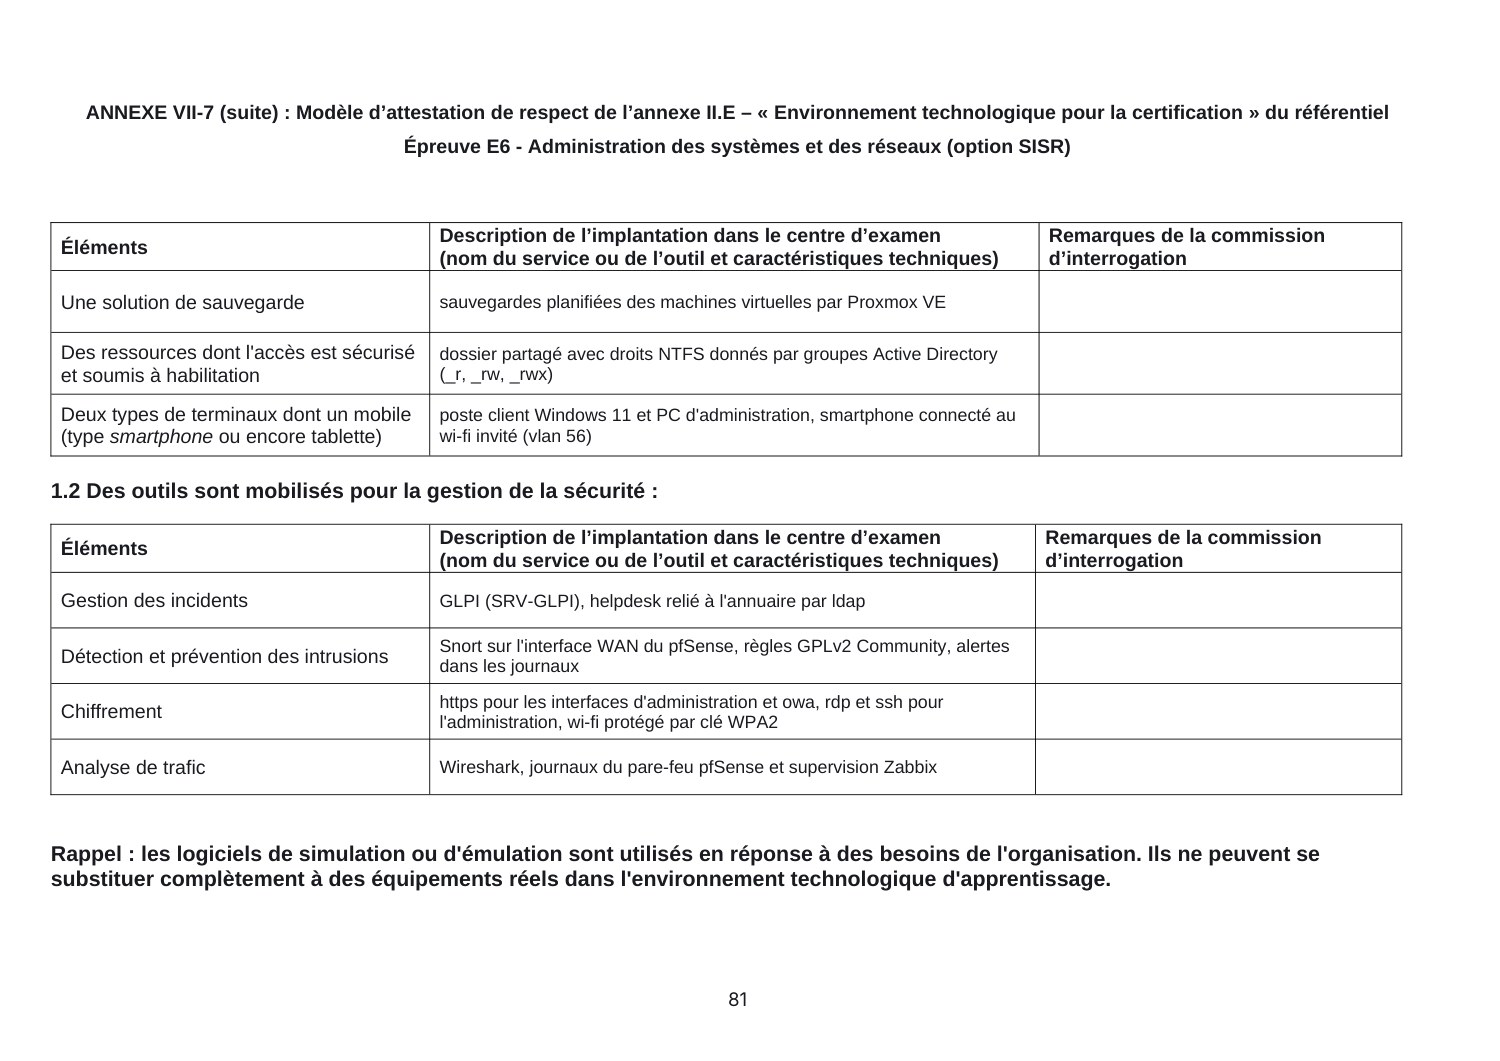 ANNEXE VII-7 (suite) : Modèle d’attestation de respect de l’annexe II.E – « Environnement technologique pour la certification » du référentiel
Épreuve E6 - Administration des systèmes et des réseaux (option SISR)
Éléments
Description de l’implantation dans le centre d’examen
(nom du service ou de l’outil et caractéristiques techniques)
Remarques de la commission
d’interrogation
Une solution de sauvegarde
sauvegardes planifiées des machines virtuelles par Proxmox VE
Des ressources dont l'accès est sécurisé
et soumis à habilitation
dossier partagé avec droits NTFS donnés par groupes Active Directory
(_r, _rw, _rwx)
Deux types de terminaux dont un mobile
(type smartphone ou encore tablette)
poste client Windows 11 et PC d'administration, smartphone connecté au
wi-fi invité (vlan 56)
1.2 Des outils sont mobilisés pour la gestion de la sécurité :
Éléments
Description de l’implantation dans le centre d’examen
(nom du service ou de l’outil et caractéristiques techniques)
Remarques de la commission
d’interrogation
Gestion des incidents
GLPI (SRV-GLPI), helpdesk relié à l'annuaire par ldap
Détection et prévention des intrusions
Snort sur l'interface WAN du pfSense, règles GPLv2 Community, alertes
dans les journaux
Chiffrement
https pour les interfaces d'administration et owa, rdp et ssh pour
l'administration, wi-fi protégé par clé WPA2
Analyse de trafic
Wireshark, journaux du pare-feu pfSense et supervision Zabbix
Rappel : les logiciels de simulation ou d'émulation sont utilisés en réponse à des besoins de l'organisation. Ils ne peuvent se
substituer complètement à des équipements réels dans l'environnement technologique d'apprentissage.
81